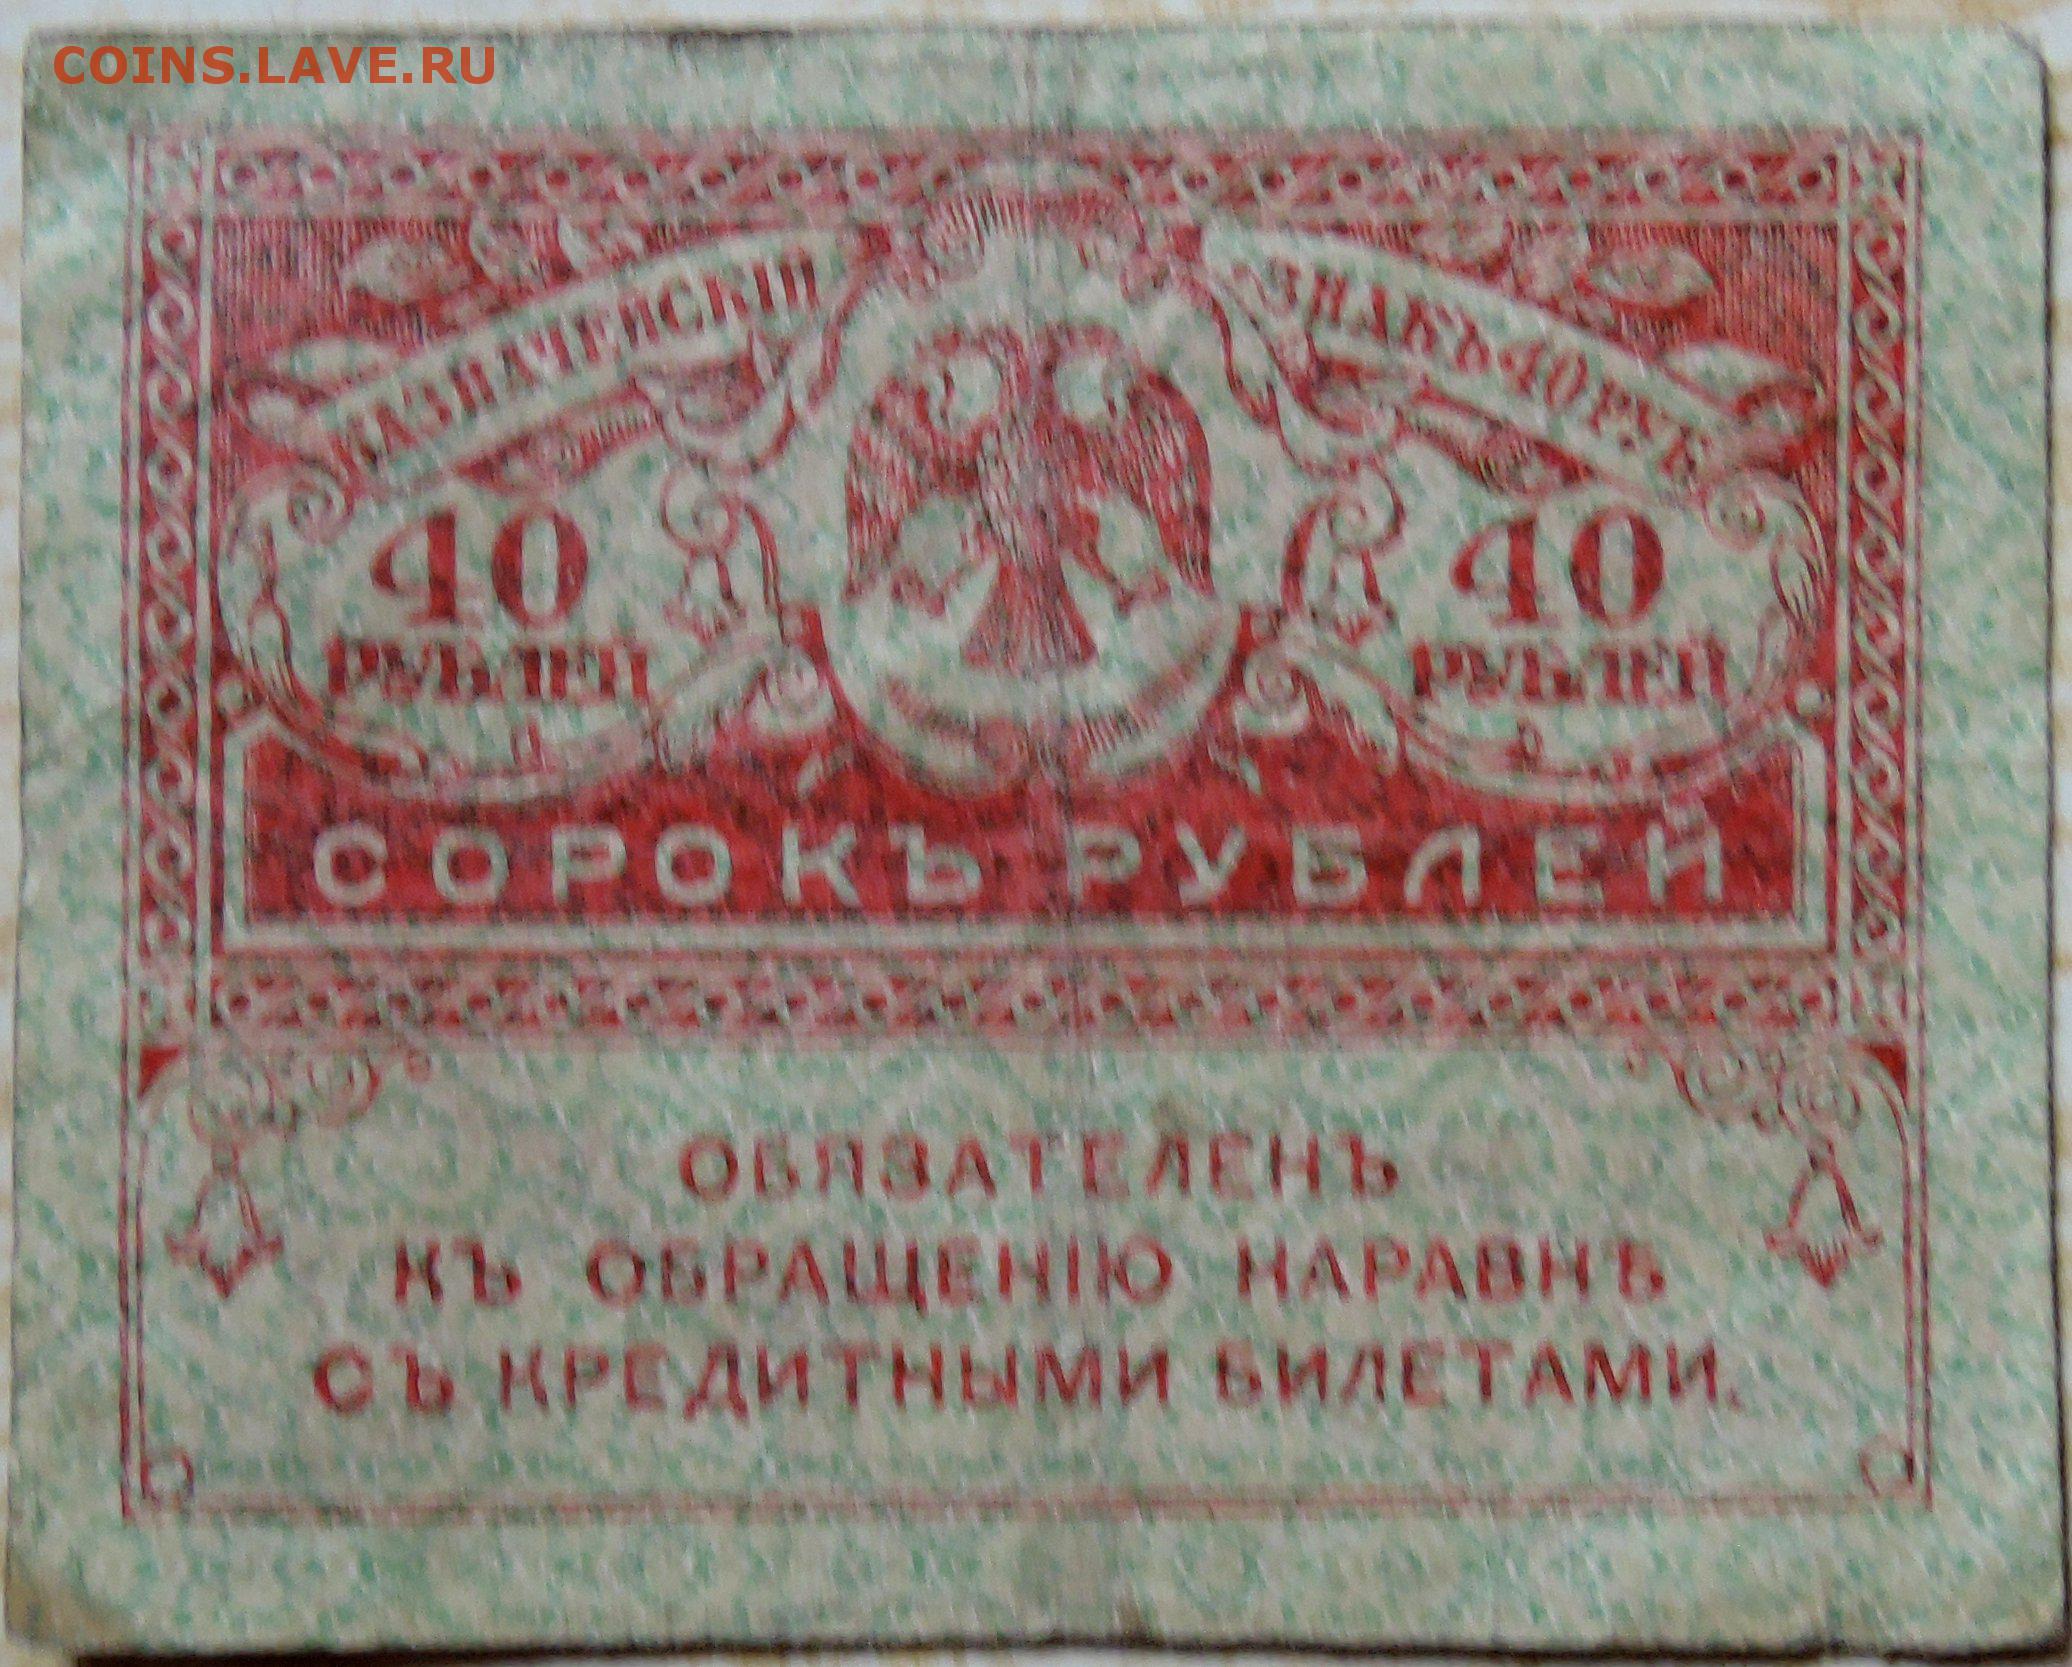 COINS.LAVE.RU
КАЗНАЧЕЙСКІЙ ЗНАКЪ 40 РУБ
40 40
РУБЛЕЙ РУБЛЕЙ
СОРОКЪ РУБЛЕЙ
ОБЯЗАТЕЛЕНЪ
КЪ ОБРАЩЕНІЮ НАРАВНѢ
СЪ КРЕДИТНЫМИ БИЛЕТАМИ.